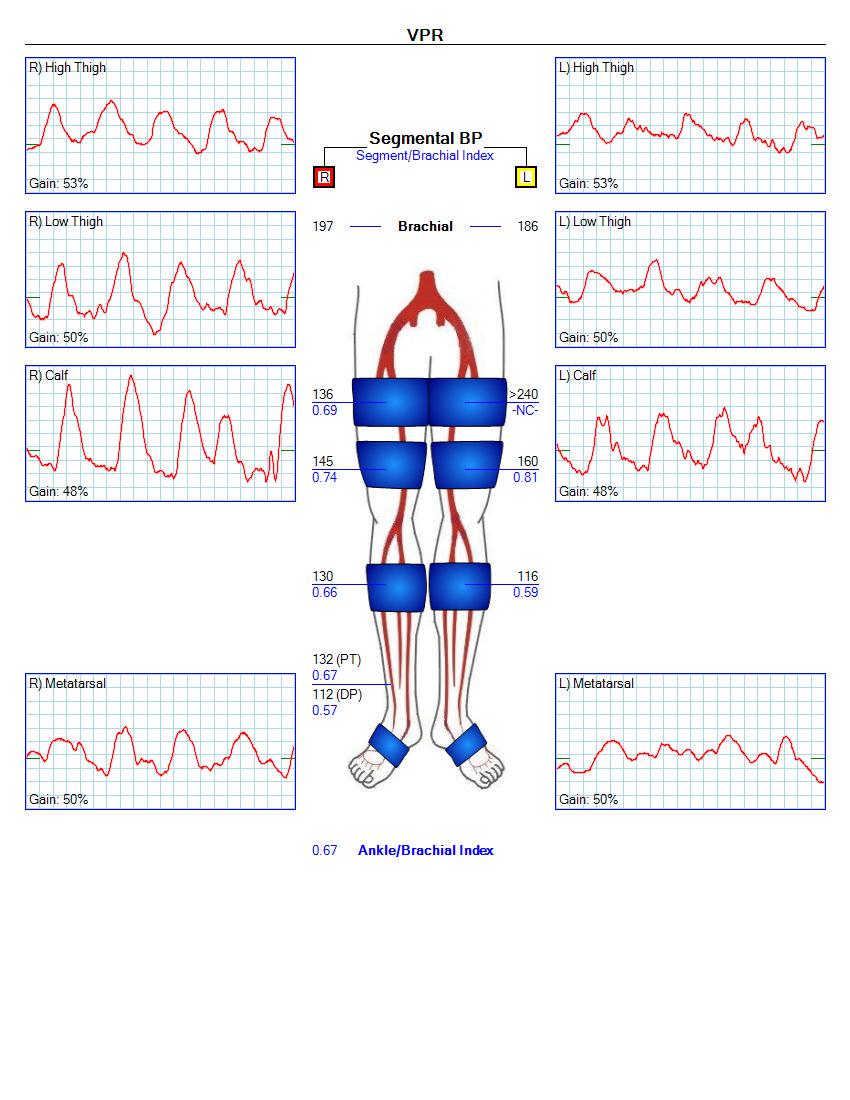 VPR
R) High Thigh
Gain: 53%
L) High Thigh
Gain: 53%
Segmental BP
Segment/Brachial Index
R
L
197 Brachial 186
R) Low Thigh
Gain: 50%
L) Low Thigh
Gain: 50%
R) Calf
Gain: 48%
L) Calf
Gain: 48%
136 >240
0.69 -NC-
145 160
0.74 0.81
130 116
0.66 0.59
132 (PT)
0.67
112 (DP)
0.57
R) Metatarsal
Gain: 50%
L) Metatarsal
Gain: 50%
0.67 Ankle/Brachial Index